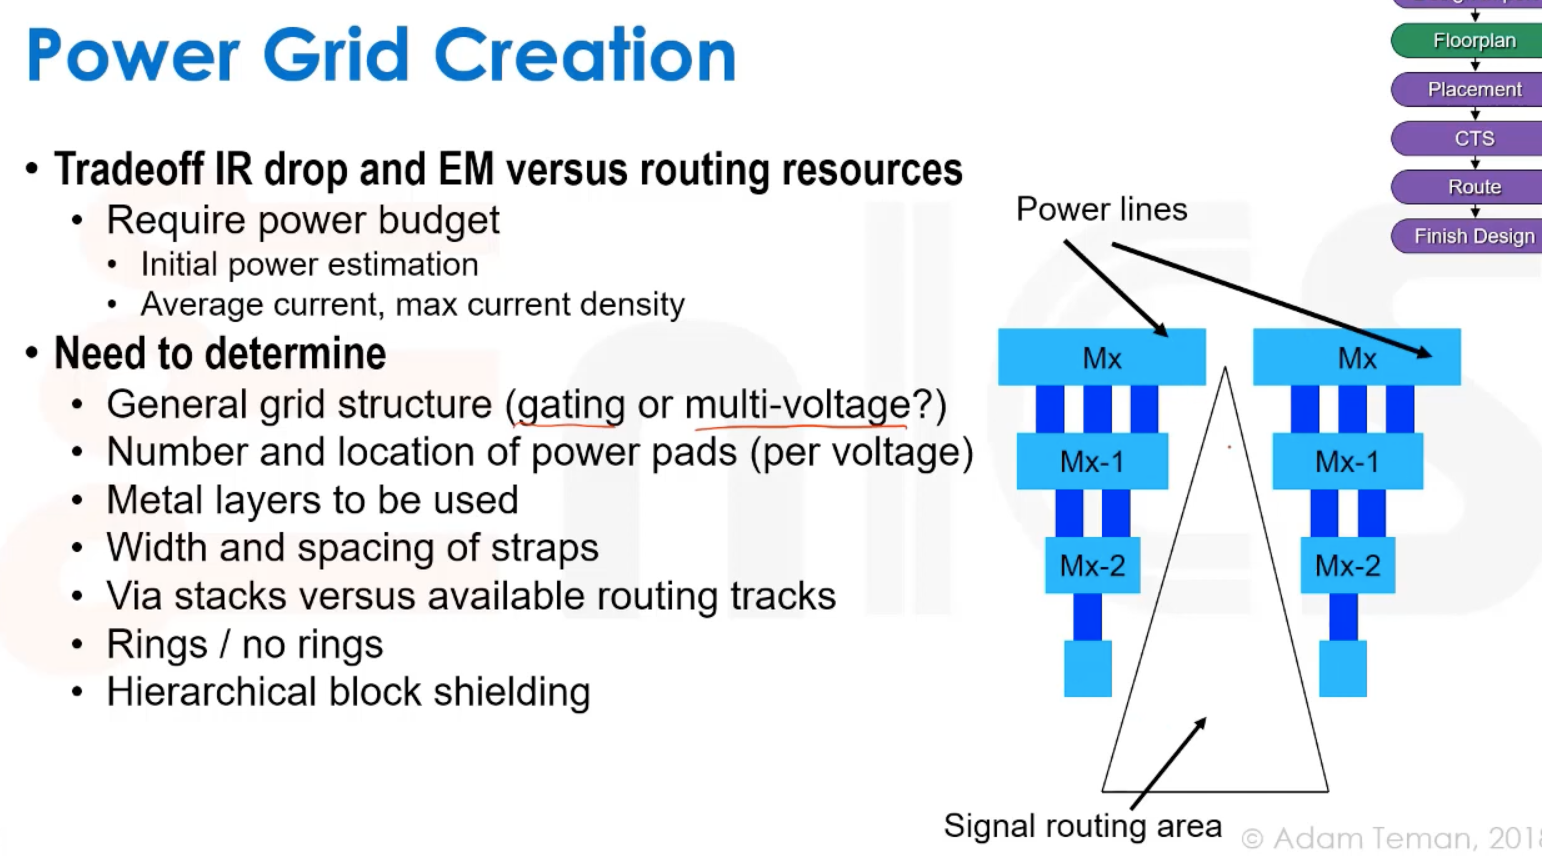 Power Grid Creation
• Tradeoff IR drop and EM versus routing resources
• Require power budget
• Initial power estimation
• Average current, max current density
• Need to determine
• General grid structure (gating or multi-voltage?)
• Number and location of power pads (per voltage)
• Metal layers to be used
• Width and spacing of straps
• Via stacks versus available routing tracks
• Rings / no rings
• Hierarchical block shielding
Floorplan
Placement
CTS
Route
Finish Design
Power lines
Mx
Mx
Mx-1
Mx-1
Mx-2
Mx-2
Signal routing area
© Adam Teman, 2018